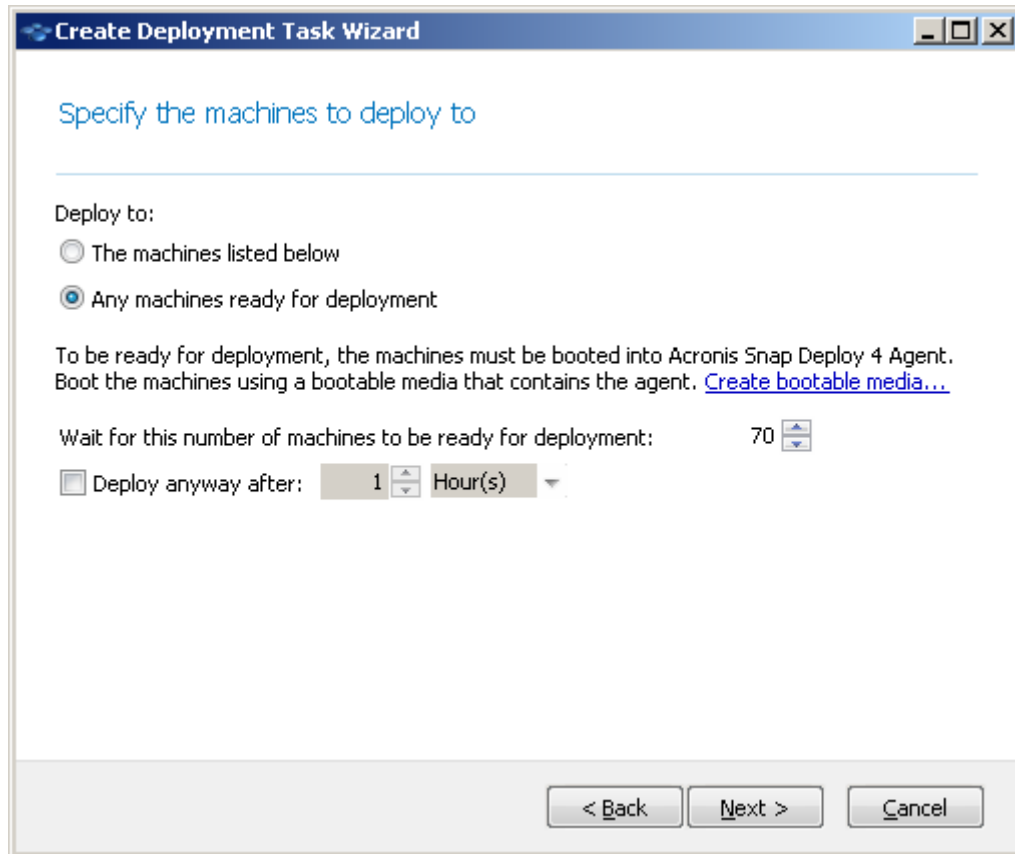 Create Deployment Task Wizard
Specify the machines to deploy to
Deploy to:
The machines listed below
Any machines ready for deployment
To be ready for deployment, the machines must be booted into Acronis Snap Deploy 4 Agent.
Boot the machines using a bootable media that contains the agent. Create bootable media...
Wait for this number of machines to be ready for deployment: 70
Deploy anyway after: 1 Hour(s)
< Back Next > Cancel